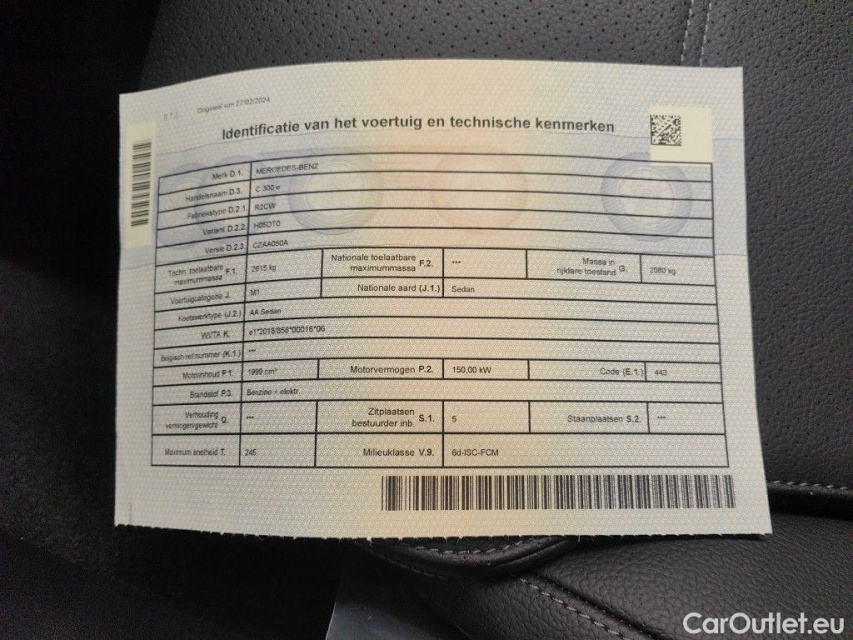 Origineel van 27/02/2024
Identificatie van het voertuig en technische kenmerken
Merk D.1. MERCEDES-BENZ
Handelsnaam D.3. C 300 e
Fabriekstype D.2.1. R2CW
Variant D.2.2. H05DT0
Versie D.2.3. CZAA050A
Techn. toelaatbare maximummassa F.1. 2615 kg Nationale toelaatbare maximummassa F.2. *** Massa in rijklare toestand G. 2080 kg
Voertuigcategorie J. M1 Nationale aard (J.1.) Sedan
Koetswerktype (J.2.) AA Sedan
WVTA K. e1*2018/858*00016*06
Belgisch ref.nummer (K.1.) ***
Motorinhoud P.1. 1999 cm³ Motorvermogen P.2. 150,00 kW Code (E.1.) 443
Brandstof P.3. Benzine + elektr.
Verhouding vermogen/gewicht Q. *** Zitplaatsen bestuurder inb. S.1. 5 Staanplaatsen S.2. ***
Maximum snelheid T. 245 Milieuklasse V.9. 6d-ISC-FCM
CarOutlet.eu